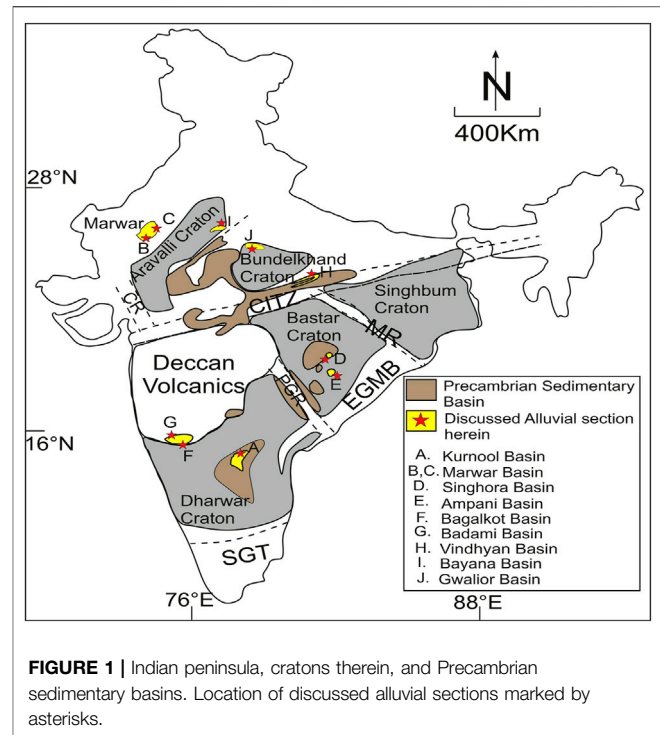 N
400Km
28°N
Marwar
C
B
I
Aravalli Craton
J
Bundelkhand
Craton
H
CR
CITZ
Singhbum
Craton
Bastar
Craton
MR
D
E
Deccan
Volcanics
PGR
EGMB
16°N
G
F
A
Dharwar
Craton
SGT
76°E
88°E
Precambrian Sedimentary
Basin
Discussed Alluvial section
herein
A. Kurnool Basin
B,C. Marwar Basin
D. Singhora Basin
E. Ampani Basin
F. Bagalkot Basin
G. Badami Basin
H. Vindhyan Basin
I. Bayana Basin
J. Gwalior Basin
FIGURE 1 | Indian peninsula, cratons therein, and Precambrian
sedimentary basins. Location of discussed alluvial sections marked by
asterisks.